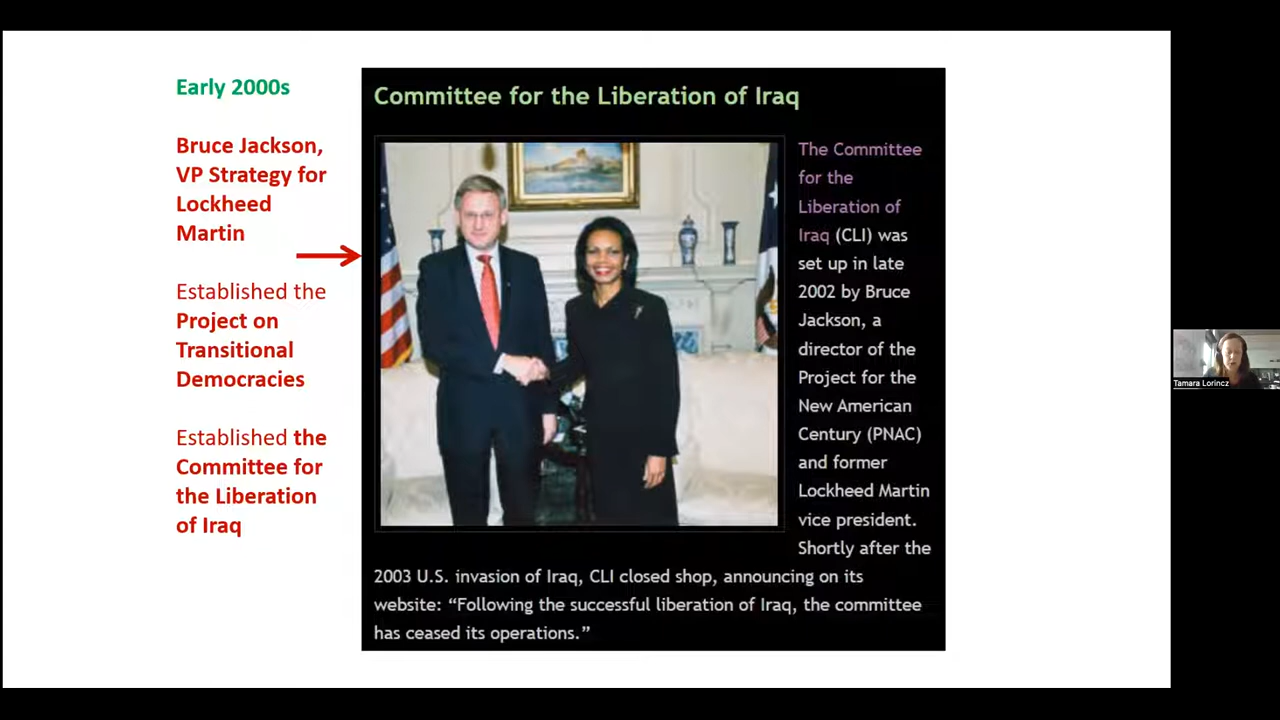 Early 2000s
Bruce Jackson,
VP Strategy for
Lockheed
Martin
Established the
Project on
Transitional
Democracies
Established the
Committee for
the Liberation
of Iraq
Committee for the Liberation of Iraq
The Committee
for the
Liberation of
Iraq (CLI) was
set up in late
2002 by Bruce
Jackson, a
director of the
Project for the
New American
Century (PNAC)
and former
Lockheed Martin
vice president.
Shortly after the
2003 U.S. invasion of Iraq, CLI closed shop, announcing on its
website: “Following the successful liberation of Iraq, the committee
has ceased its operations.”
Tamara Lorincz